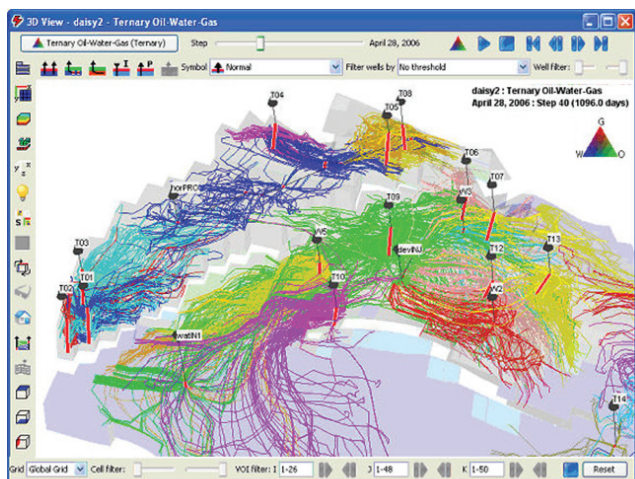 3D View - daisy2 - Ternary Oil-Water-Gas
Ternary Oil-Water-Gas (Ternary) Step April 28, 2006
Symbol Normal Filter wells by No threshold Well filter:
daisy2 : Ternary Oil-Water-Gas
April 28, 2006 : Step 40 (1096.0 days)
G
W O
T04
T08
T05
T06
T07
horPRO
W3
T09
T03
W5
devINJ
T12
T13
T02
T01
T10
W2
watIN1
T14
Grid Global Grid Cell filter: VOI filter: I 1-26 J 1-48 K 1-50 Reset